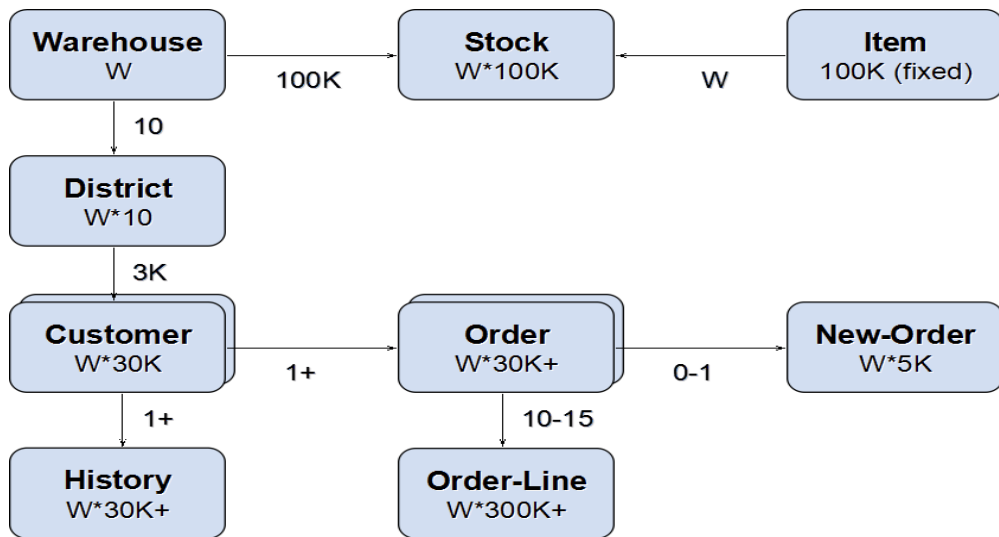 Warehouse
W
100K
Stock
W*100K
W
Item
100K (fixed)
10
District
W*10
3K
Customer
W*30K
1+
Order
W*30K+
0-1
New-Order
W*5K
1+
10-15
History
W*30K+
Order-Line
W*300K+